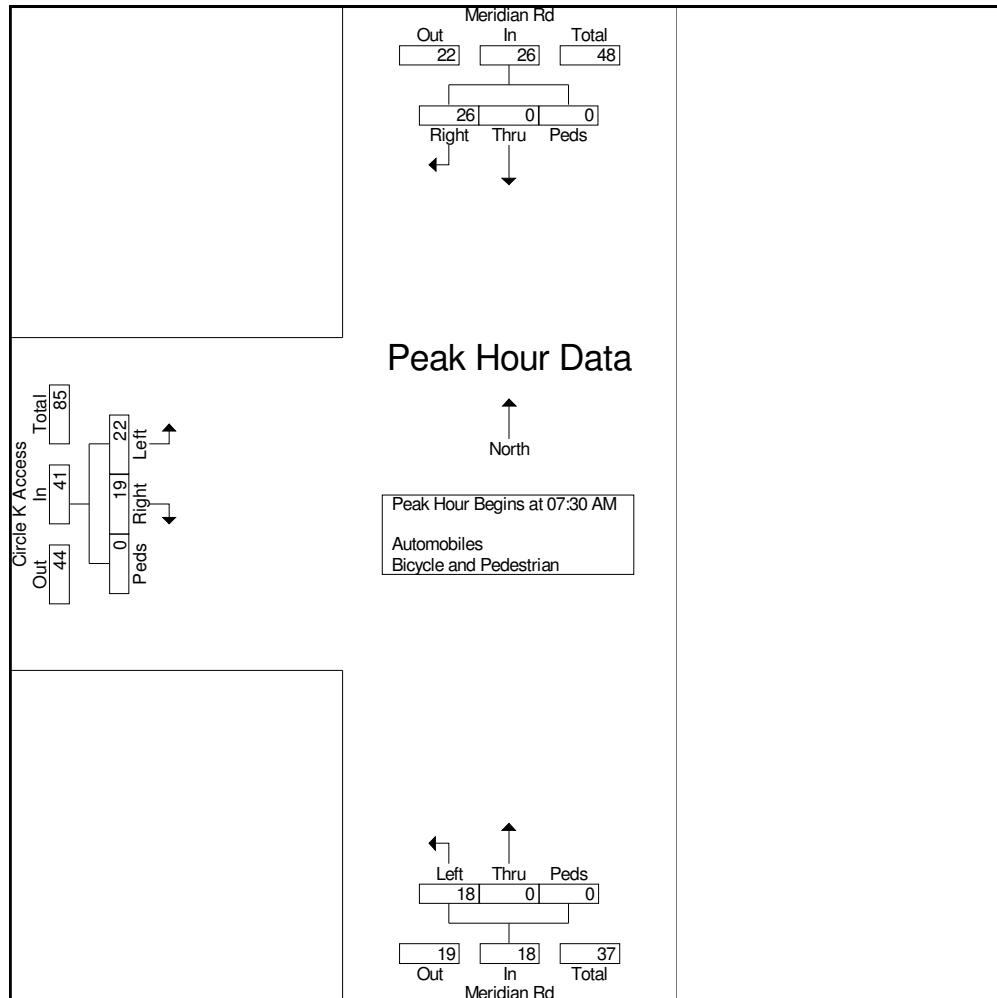 Meridian Rd
Out In Total
22 26 48
26 0 0
Right Thru Peds
Peak Hour Data
North
Peak Hour Begins at 07:30 AM
Automobiles
Bicycle and Pedestrian
Circle K Access
Out In Total
44 41 85
0 19 22
Peds Right Left
Left Thru Peds
18 0 0
19 18 37
Out In Total
Meridian Rd